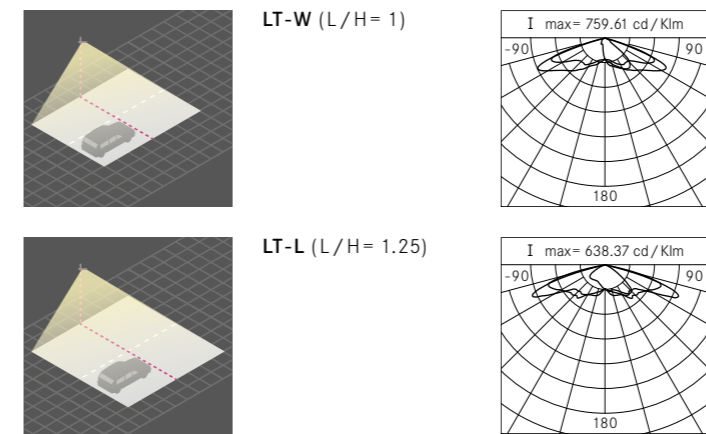 LT-W (L/H= 1)
I max= 759.61 cd/Klm
-90 90
180
LT-L (L/H= 1.25)
I max= 638.37 cd/Klm
-90 90
180